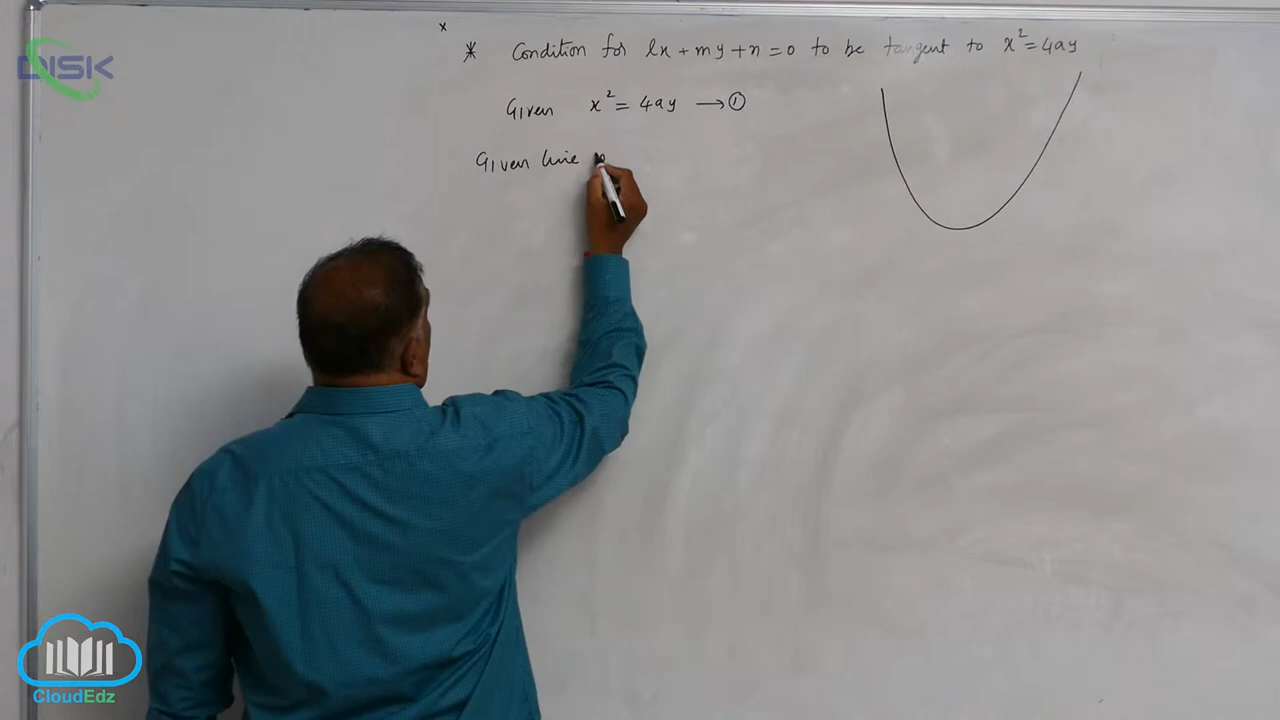 DISK
* Condition for lx + my + n = 0 to be tangent to x² = 4ay
Given x² = 4ay → ①
Given line
CloudEdz